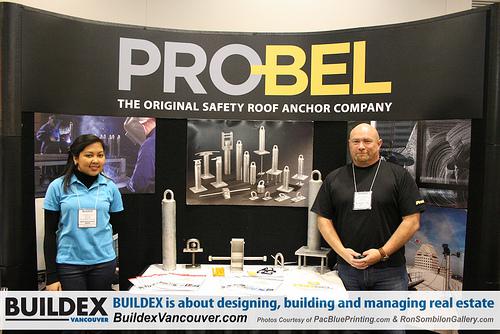 PRO-BEL
THE ORIGINAL SAFETY ROOF ANCHOR COMPANY
BUILDEX
VANCOUVER
BUILDEX is about designing, building and managing real estate
BuildexVancouver.com
Photos Courtesy of PacBluePrinting.com & RonSombilonGallery.com